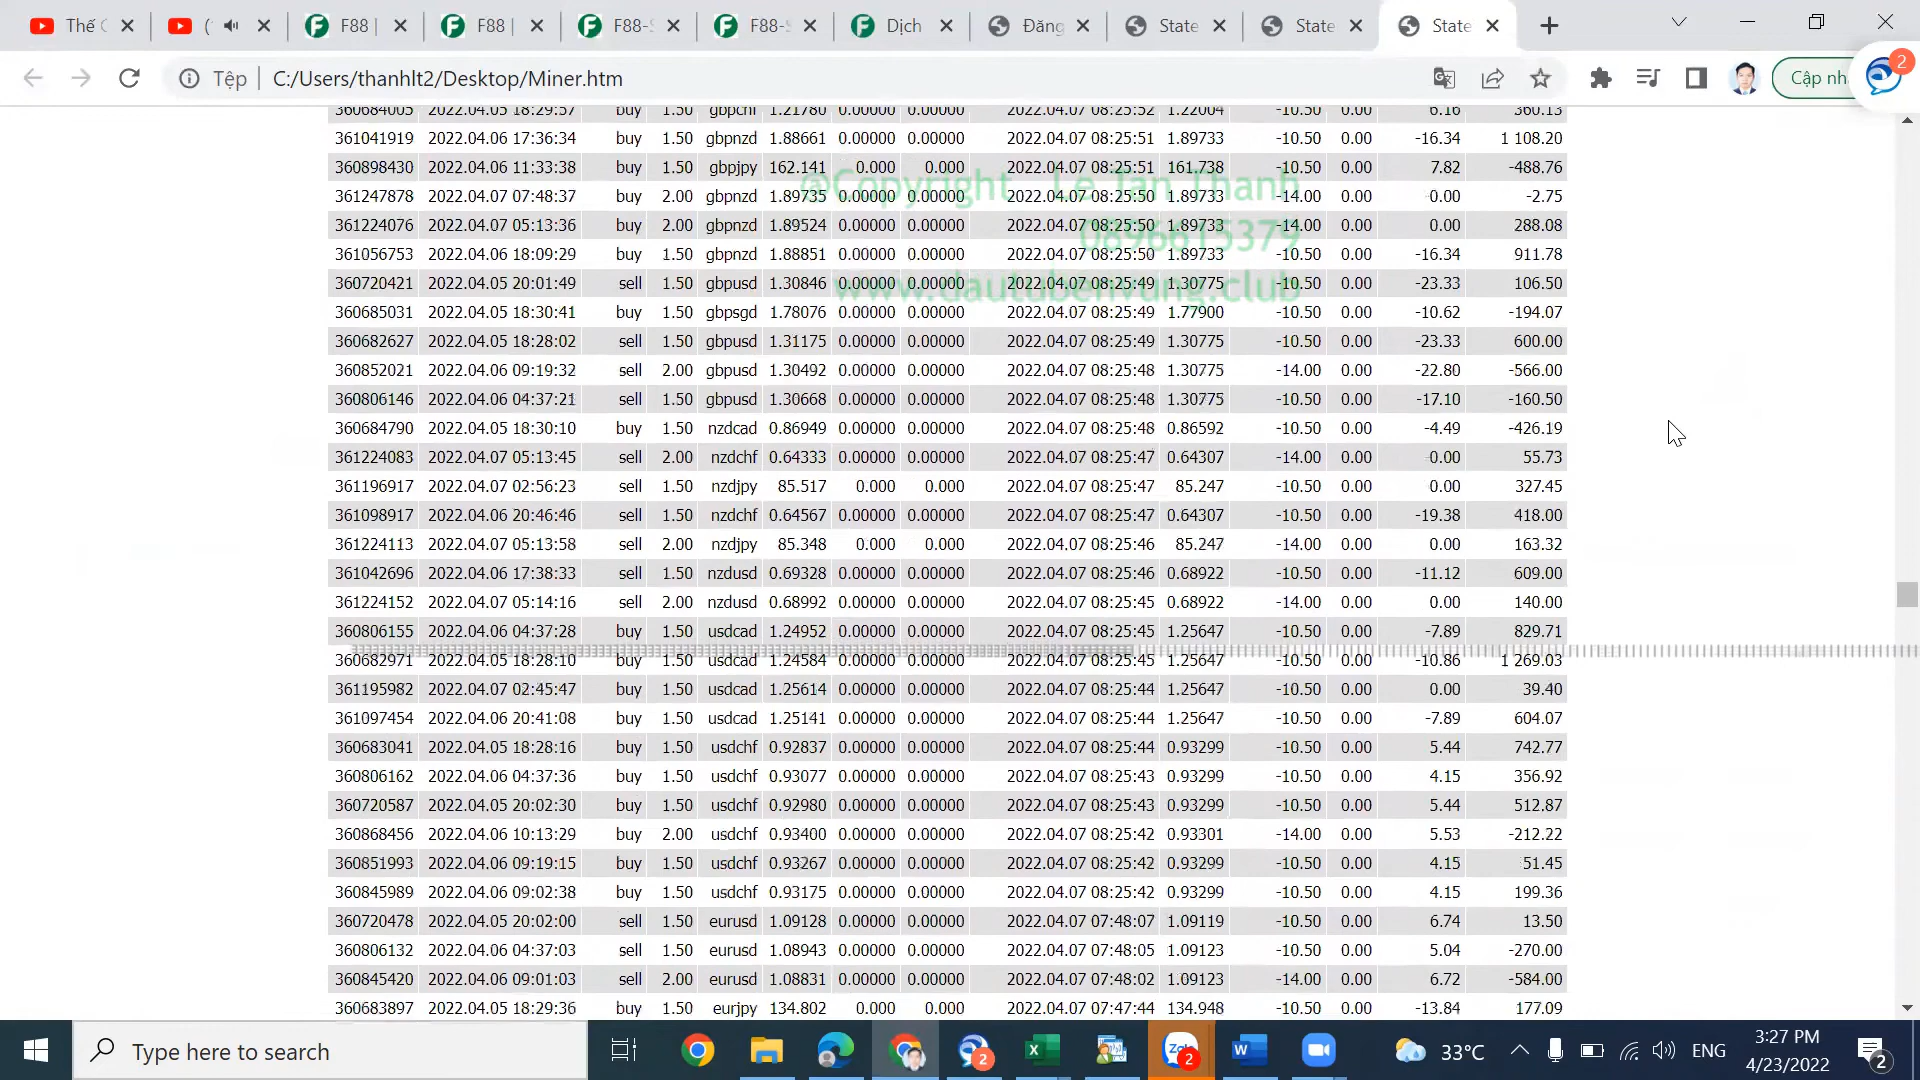 Thế
F88
F88
F88-
F88-
Dịch
Đăng
State
State
State
Tệp C:/Users/thanhlt2/Desktop/Miner.htm
Cập nh
2
360684005 2022.04.05 18:29:57 buy 1.50 gbpchf 1.21780 0.00000 0.00000 2022.04.07 08:25:52 1.22004 -10.50 0.00 6.16 360.13
361041919 2022.04.06 17:36:34 buy 1.50 gbpnzd 1.88661 0.00000 0.00000 2022.04.07 08:25:51 1.89733 -10.50 0.00 -16.34 1 108.20
360898430 2022.04.06 11:33:38 buy 1.50 gbpjpy 162.141 0.000 0.000 2022.04.07 08:25:51 161.738 -10.50 0.00 7.82 -488.76
@Copyright Le Tan Thanh
361247878 2022.04.07 07:48:37 buy 2.00 gbpnzd 1.89735 0.00000 0.00000 2022.04.07 08:25:50 1.89733 -14.00 0.00 0.00 -2.75
361224076 2022.04.07 05:13:36 buy 2.00 gbpnzd 1.89524 0.00000 0.00000 2022.04.07 08:25:50 1.89733 -14.00 0.00 0.00 288.08
0896615379
361056753 2022.04.06 18:09:29 buy 1.50 gbpnzd 1.88851 0.00000 0.00000 2022.04.07 08:25:50 1.89733 -10.50 0.00 -16.34 911.78
360720421 2022.04.05 20:01:49 sell 1.50 gbpusd 1.30846 0.00000 0.00000 2022.04.07 08:25:49 1.30775 -10.50 0.00 -23.33 106.50
www.dautubenvung.club
360685031 2022.04.05 18:30:41 buy 1.50 gbpsgd 1.78076 0.00000 0.00000 2022.04.07 08:25:49 1.77900 -10.50 0.00 -10.62 -194.07
360682627 2022.04.05 18:28:02 sell 1.50 gbpusd 1.31175 0.00000 0.00000 2022.04.07 08:25:49 1.30775 -10.50 0.00 -23.33 600.00
360852021 2022.04.06 09:19:32 sell 2.00 gbpusd 1.30492 0.00000 0.00000 2022.04.07 08:25:48 1.30775 -14.00 0.00 -22.80 -566.00
360806146 2022.04.06 04:37:21 sell 1.50 gbpusd 1.30668 0.00000 0.00000 2022.04.07 08:25:48 1.30775 -10.50 0.00 -17.10 -160.50
360684790 2022.04.05 18:30:10 buy 1.50 nzdcad 0.86949 0.00000 0.00000 2022.04.07 08:25:48 0.86592 -10.50 0.00 -4.49 -426.19
361224083 2022.04.07 05:13:45 sell 2.00 nzdchf 0.64333 0.00000 0.00000 2022.04.07 08:25:47 0.64307 -14.00 0.00 0.00 55.73
361196917 2022.04.07 02:56:23 sell 1.50 nzdjpy 85.517 0.000 0.000 2022.04.07 08:25:47 85.247 -10.50 0.00 0.00 327.45
361098917 2022.04.06 20:46:46 sell 1.50 nzdchf 0.64567 0.00000 0.00000 2022.04.07 08:25:47 0.64307 -10.50 0.00 -19.38 418.00
361224113 2022.04.07 05:13:58 sell 2.00 nzdjpy 85.348 0.000 0.000 2022.04.07 08:25:46 85.247 -14.00 0.00 0.00 163.32
361042696 2022.04.06 17:38:33 sell 1.50 nzdusd 0.69328 0.00000 0.00000 2022.04.07 08:25:46 0.68922 -10.50 0.00 -11.12 609.00
361224152 2022.04.07 05:14:16 sell 2.00 nzdusd 0.68992 0.00000 0.00000 2022.04.07 08:25:45 0.68922 -14.00 0.00 0.00 140.00
360806155 2022.04.06 04:37:28 buy 1.50 usdcad 1.24952 0.00000 0.00000 2022.04.07 08:25:45 1.25647 -10.50 0.00 -7.89 829.71
360682971 2022.04.05 18:28:10 buy 1.50 usdcad 1.24584 0.00000 0.00000 2022.04.07 08:25:45 1.25647 -10.50 0.00 -10.86 1 269.03
361195982 2022.04.07 02:45:47 buy 1.50 usdcad 1.25614 0.00000 0.00000 2022.04.07 08:25:44 1.25647 -10.50 0.00 0.00 39.40
361097454 2022.04.06 20:41:08 buy 1.50 usdcad 1.25141 0.00000 0.00000 2022.04.07 08:25:44 1.25647 -10.50 0.00 -7.89 604.07
360683041 2022.04.05 18:28:16 buy 1.50 usdchf 0.92837 0.00000 0.00000 2022.04.07 08:25:44 0.93299 -10.50 0.00 5.44 742.77
360806162 2022.04.06 04:37:36 buy 1.50 usdchf 0.93077 0.00000 0.00000 2022.04.07 08:25:43 0.93299 -10.50 0.00 4.15 356.92
360720587 2022.04.05 20:02:30 buy 1.50 usdchf 0.92980 0.00000 0.00000 2022.04.07 08:25:43 0.93299 -10.50 0.00 5.44 512.87
360868456 2022.04.06 10:13:29 buy 2.00 usdchf 0.93400 0.00000 0.00000 2022.04.07 08:25:42 0.93301 -14.00 0.00 5.53 -212.22
360851993 2022.04.06 09:19:15 buy 1.50 usdchf 0.93267 0.00000 0.00000 2022.04.07 08:25:42 0.93299 -10.50 0.00 4.15 51.45
360845989 2022.04.06 09:02:38 buy 1.50 usdchf 0.93175 0.00000 0.00000 2022.04.07 08:25:42 0.93299 -10.50 0.00 4.15 199.36
360720478 2022.04.05 20:02:00 sell 1.50 eurusd 1.09128 0.00000 0.00000 2022.04.07 07:48:07 1.09119 -10.50 0.00 6.74 13.50
360806132 2022.04.06 04:37:03 sell 1.50 eurusd 1.08943 0.00000 0.00000 2022.04.07 07:48:05 1.09123 -10.50 0.00 5.04 -270.00
360845420 2022.04.06 09:01:03 sell 2.00 eurusd 1.08831 0.00000 0.00000 2022.04.07 07:48:02 1.09123 -14.00 0.00 6.72 -584.00
360683897 2022.04.05 18:29:36 buy 1.50 eurjpy 134.802 0.000 0.000 2022.04.07 07:47:44 134.948 -10.50 0.00 -13.84 177.09
Type here to search
2
Zalo
2
33°C
ENG
3:27 PM
4/23/2022
2